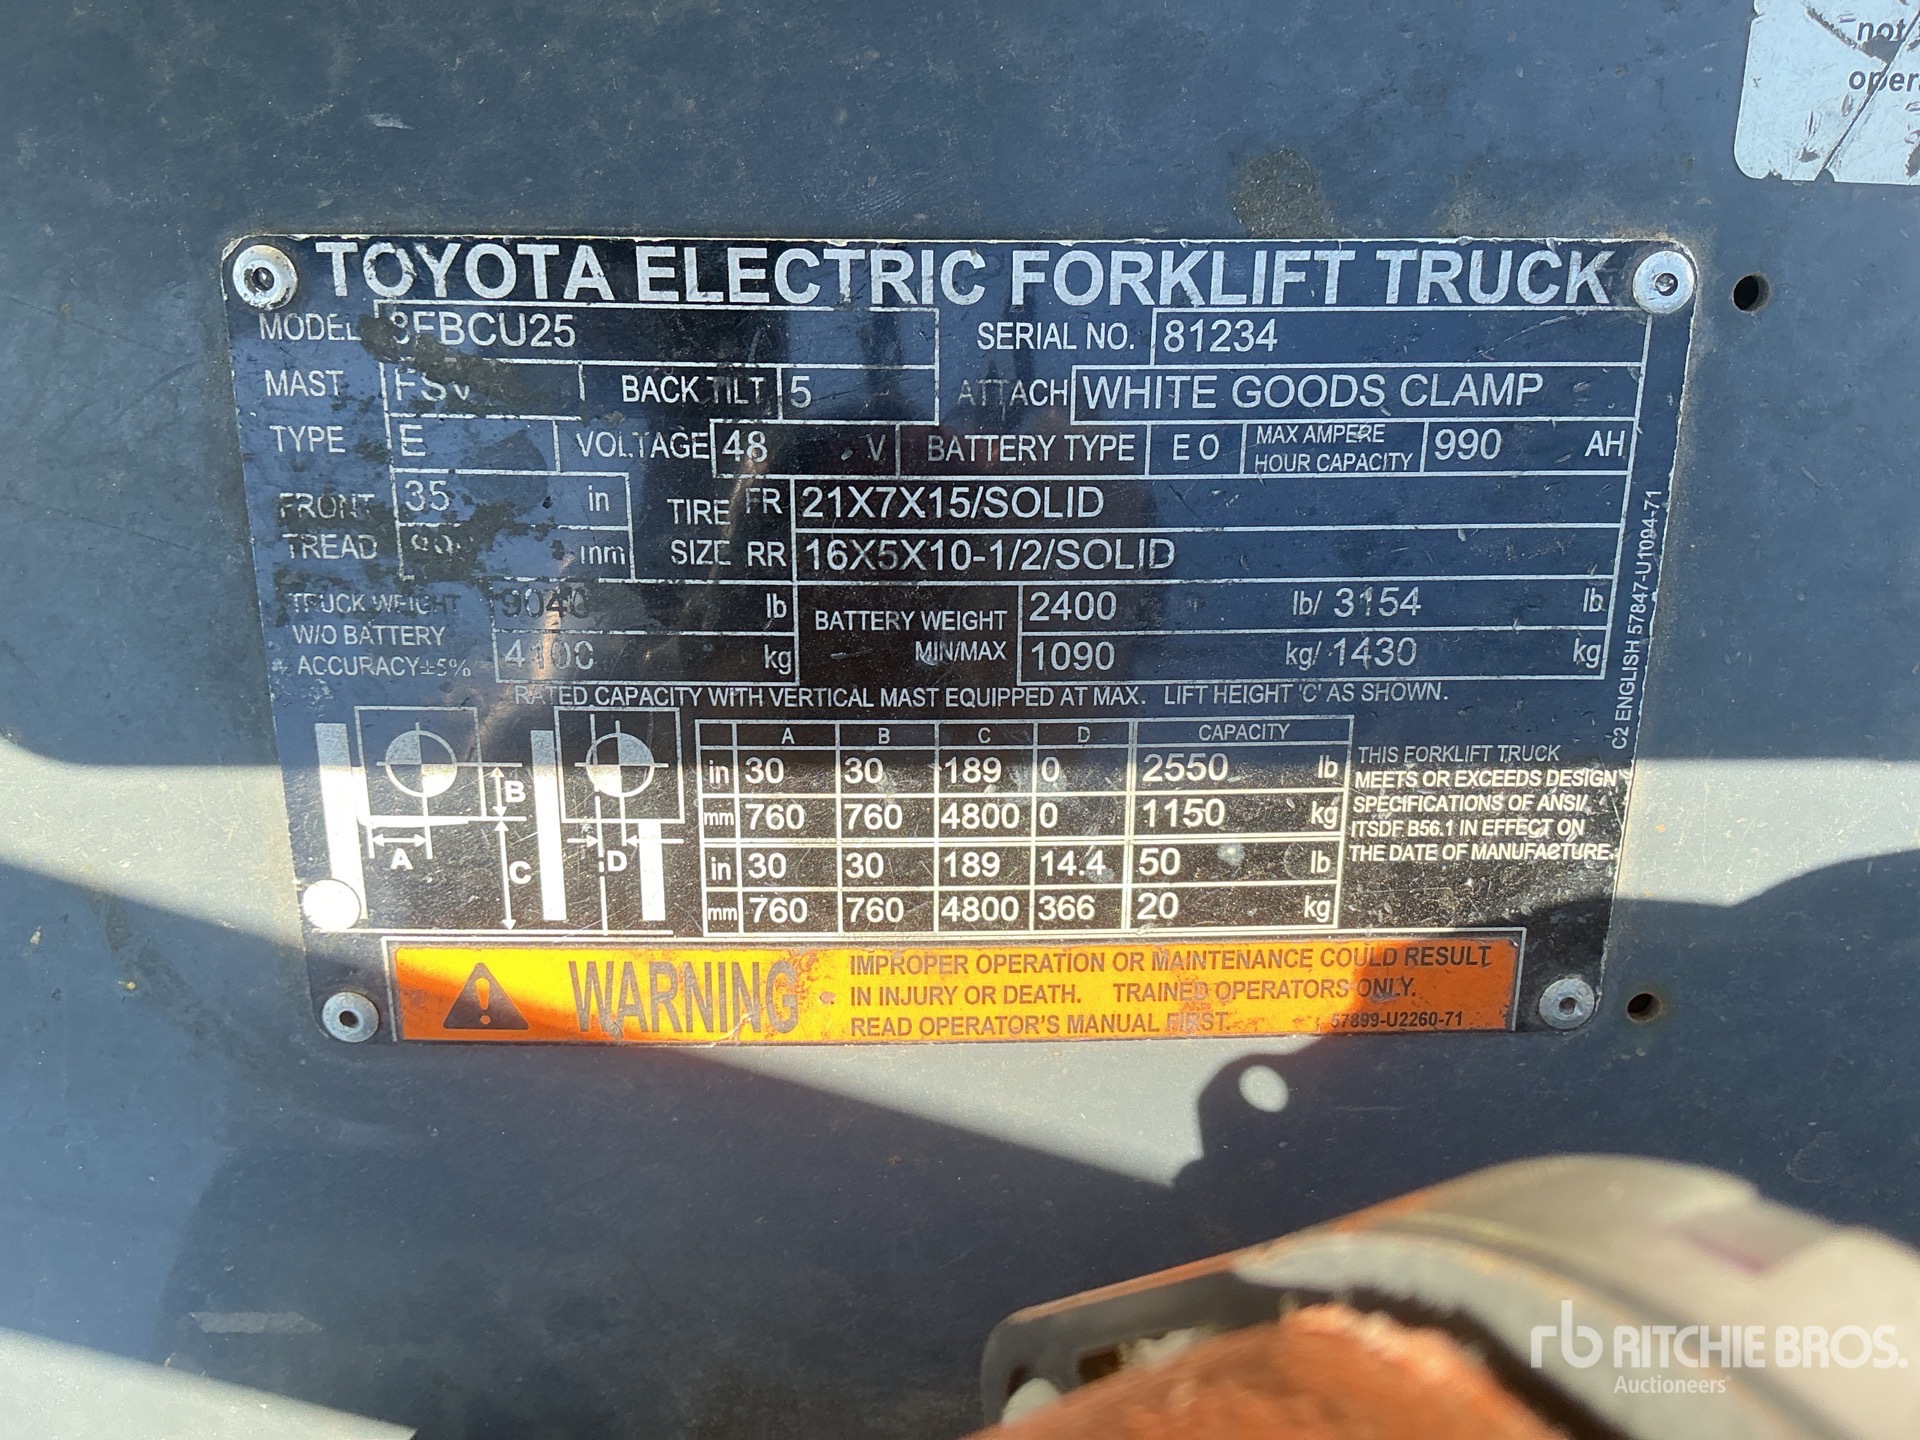 not
opera
TOYOTA ELECTRIC FORKLIFT TRUCK
MODEL 8FBCU25 SERIAL NO. 81234
MAST FSV BACK TILT 5 ATTACH WHITE GOODS CLAMP
TYPE E VOLTAGE 48 V BATTERY TYPE E O MAX AMPERE HOUR CAPACITY 990 AH
FRONT TREAD 35 in TIRE SIZE FR 21X7X15/SOLID
mm RR 16X5X10-1/2/SOLID
TRUCK WEIGHT 9040 lb BATTERY WEIGHT 2400 lb/ 3154 lb
W/O BATTERY
ACCURACY±5% 4100 kg MIN/MAX 1090 kg/ 1430 kg
RATED CAPACITY WITH VERTICAL MAST EQUIPPED AT MAX. LIFT HEIGHT 'C' AS SHOWN.
A B C D CAPACITY
in 30 30 189 0 2550 lb
mm 760 760 4800 0 1150 kg
in 30 30 189 14.4 50 lb
mm 760 760 4800 366 20 kg
B
A
C
D
THIS FORKLIFT TRUCK
MEETS OR EXCEEDS DESIGN
SPECIFICATIONS OF ANSI/
ITSDF B56.1 IN EFFECT ON
THE DATE OF MANUFACTURE.
C2 ENGLISH 57847-U1094-71
WARNING
IMPROPER OPERATION OR MAINTENANCE COULD RESULT
IN INJURY OR DEATH. TRAINED OPERATORS ONLY.
READ OPERATOR'S MANUAL FIRST. 57899-U2260-71
rb RITCHIE BROS.
Auctioneers